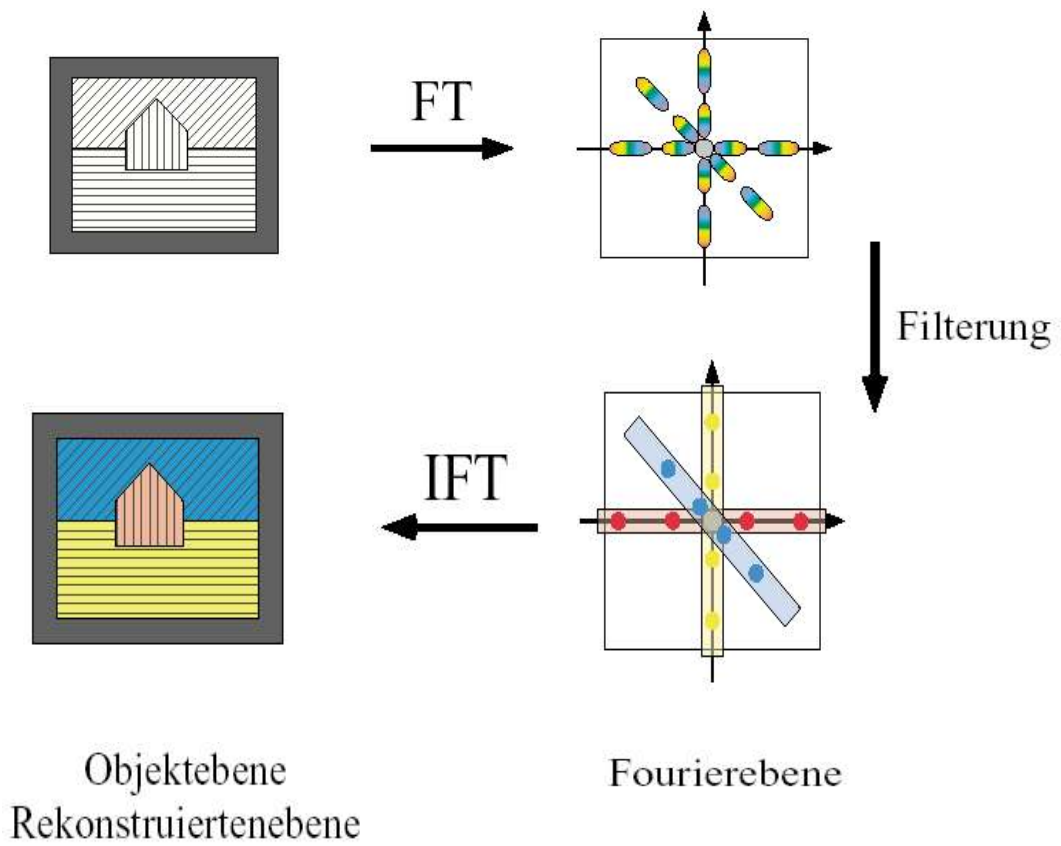 FT
Filterung
IFT
Objektebene
Rekonstruiertenebene
Fourierebene